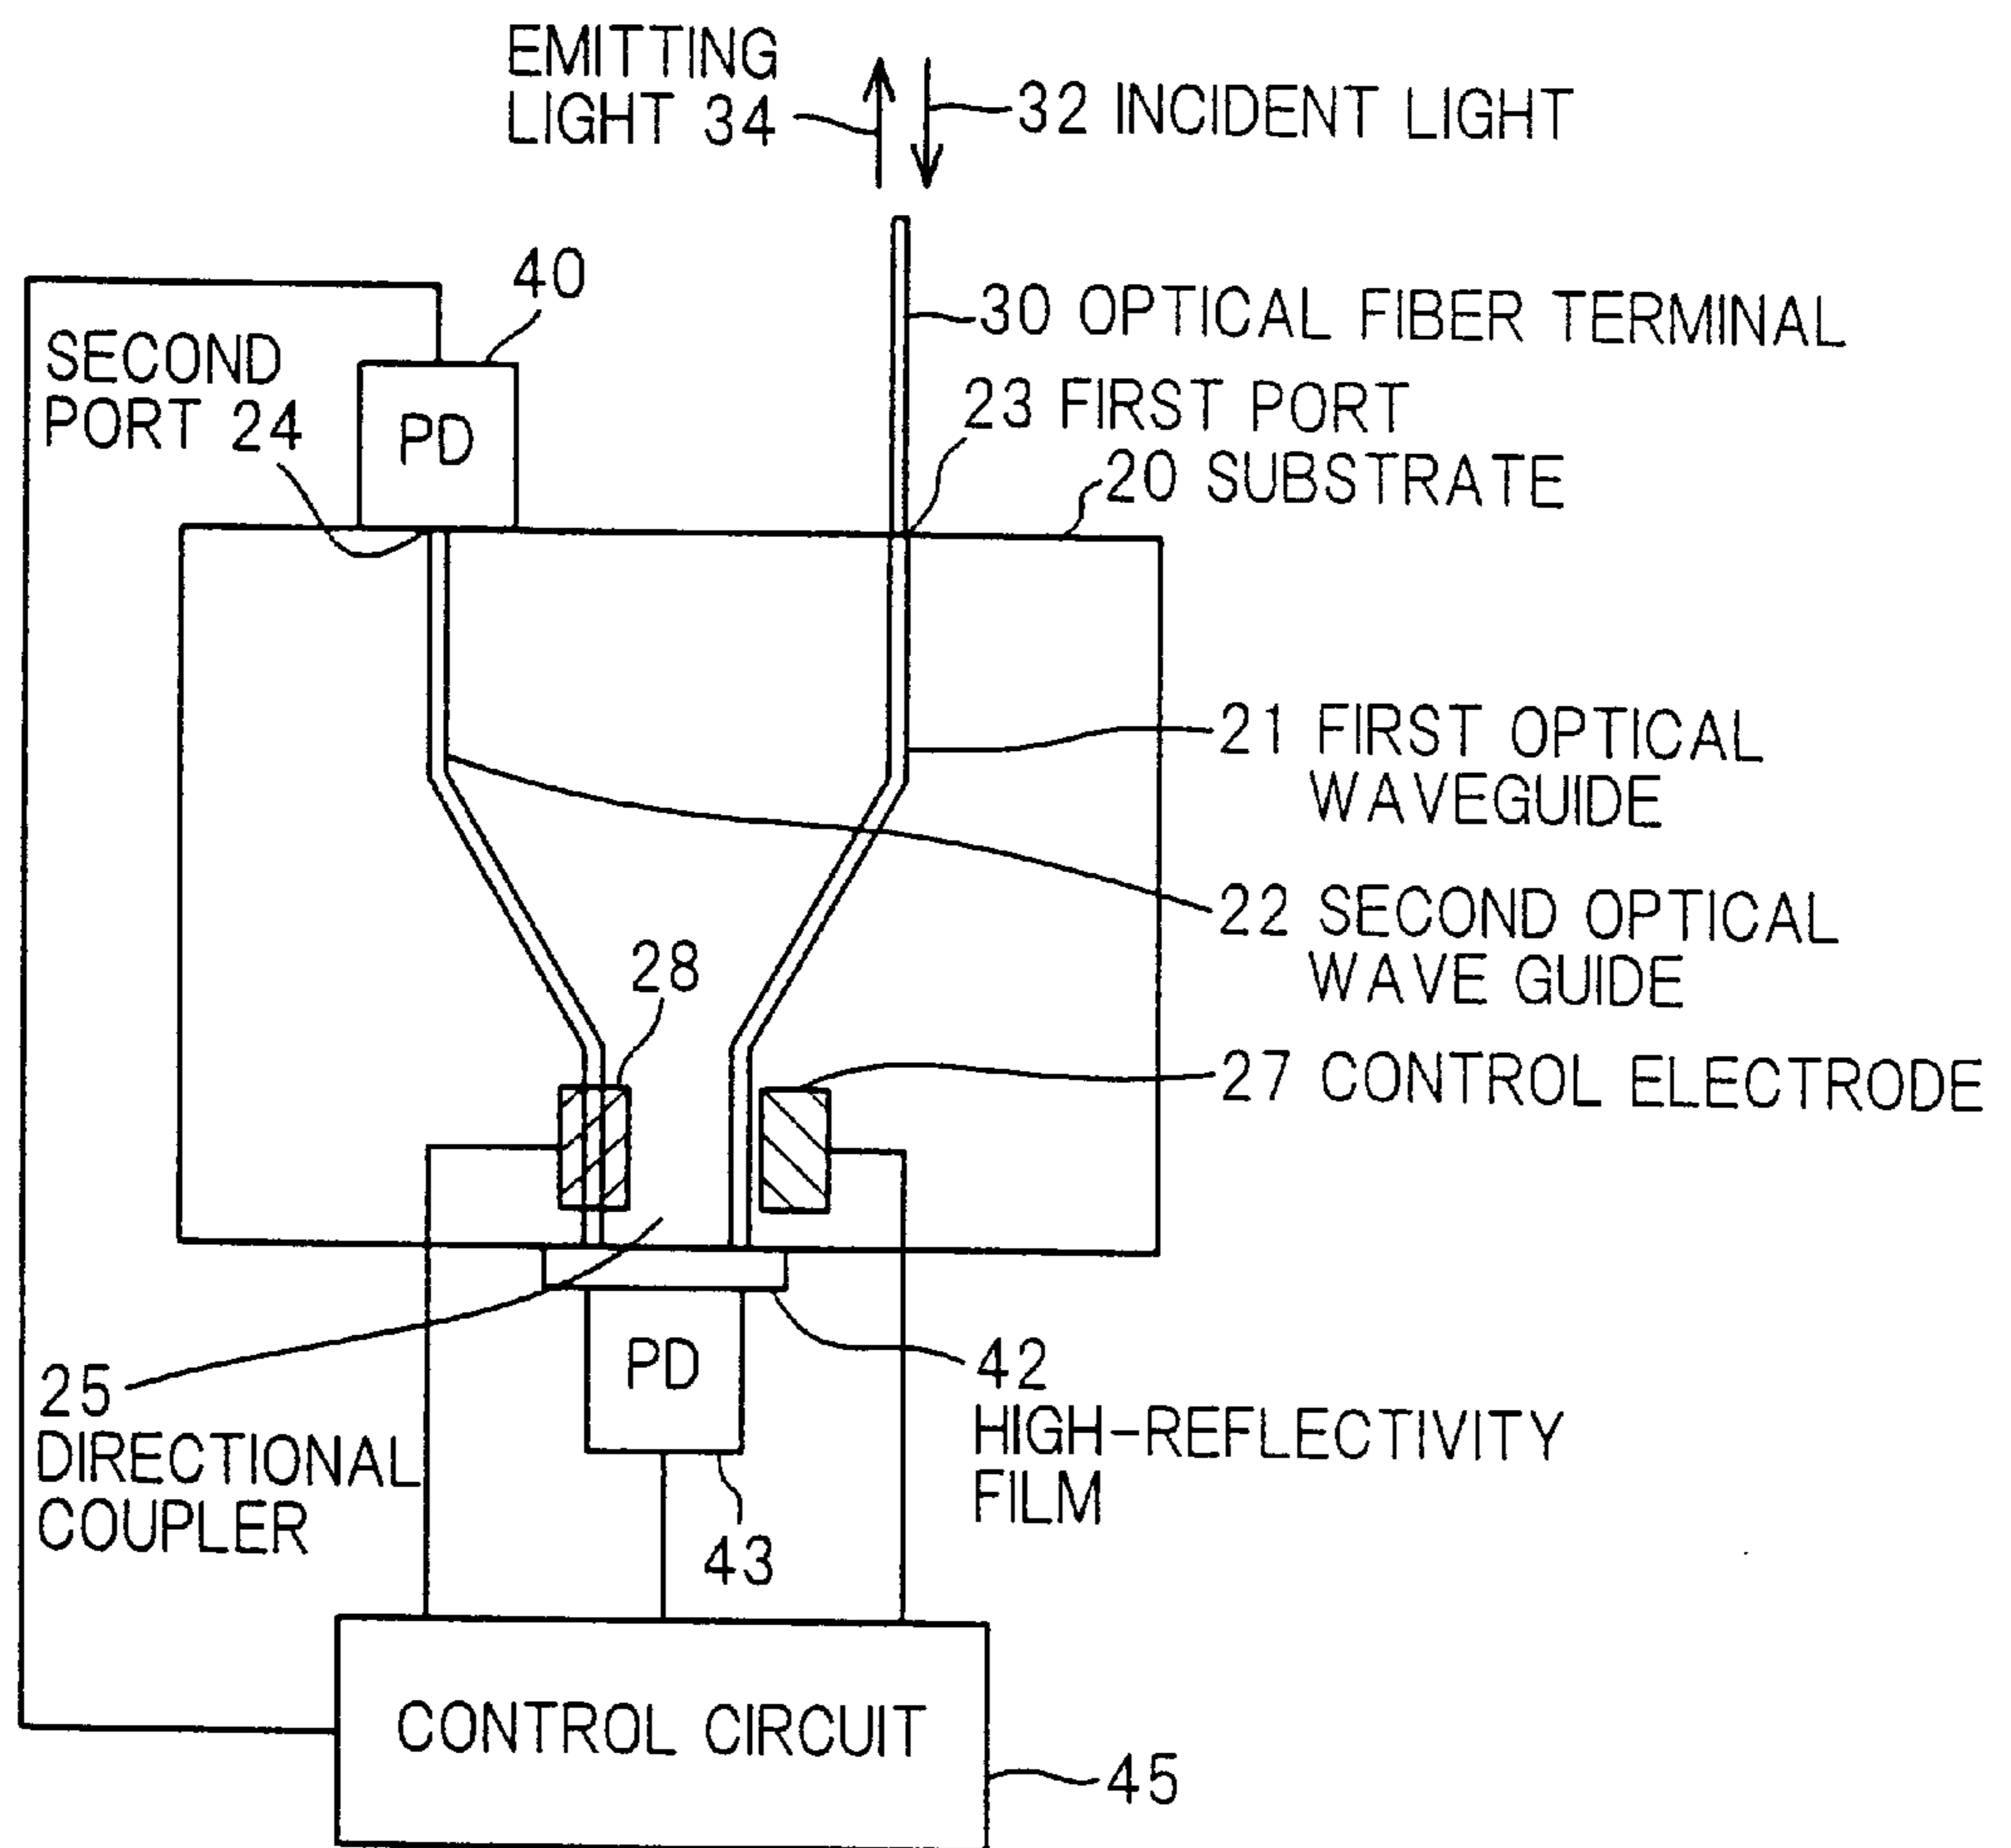 EMITTING
LIGHT 34
32 INCIDENT LIGHT
40
30 OPTICAL FIBER TERMINAL
SECOND
PORT 24
PD
23 FIRST PORT
20 SUBSTRATE
21 FIRST OPTICAL
WAVEGUIDE
22 SECOND OPTICAL
WAVE GUIDE
28
27 CONTROL ELECTRODE
PD
25
DIRECTIONAL
COUPLER
42
HIGH-REFLECTIVITY
FILM
43
CONTROL CIRCUIT
45